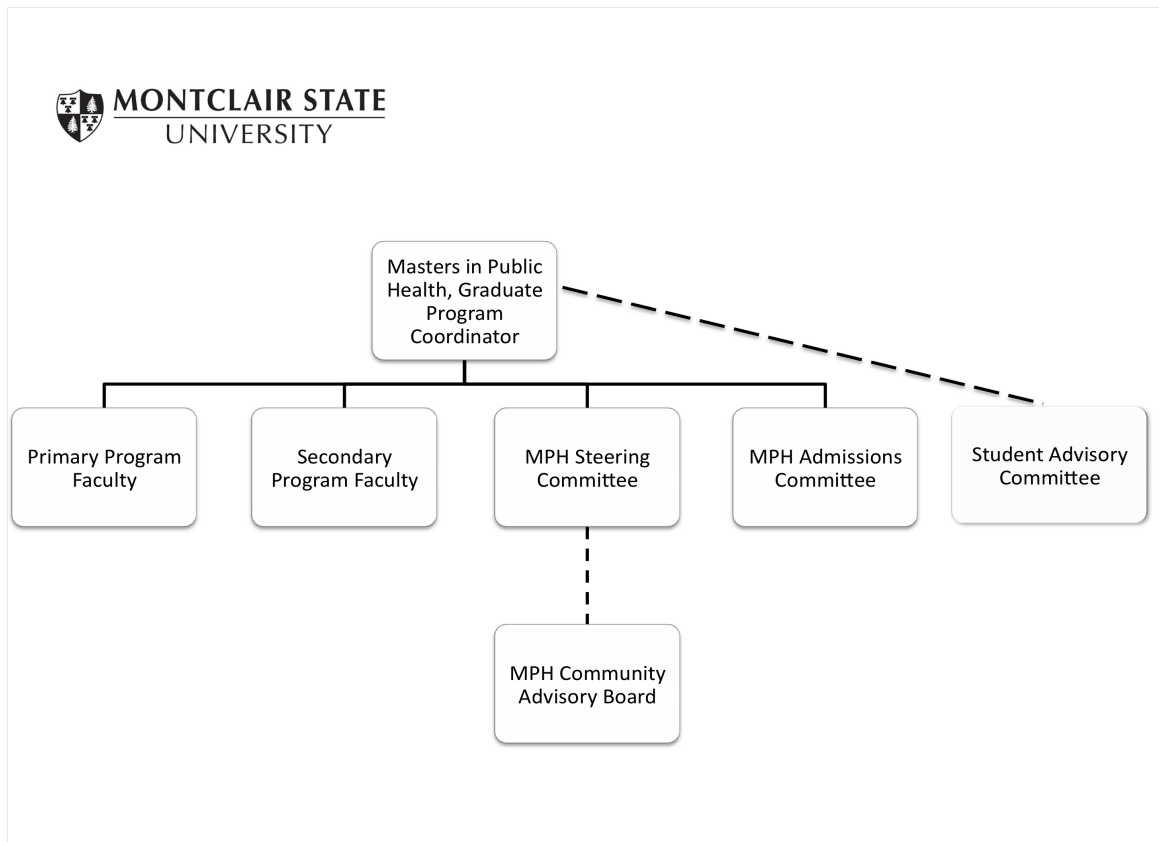 MONTCLAIR STATE
UNIVERSITY
Masters in Public
Health, Graduate
Program
Coordinator
Primary Program
Faculty
Secondary
Program Faculty
MPH Steering
Committee
MPH Admissions
Committee
Student Advisory
Committee
MPH Community
Advisory Board